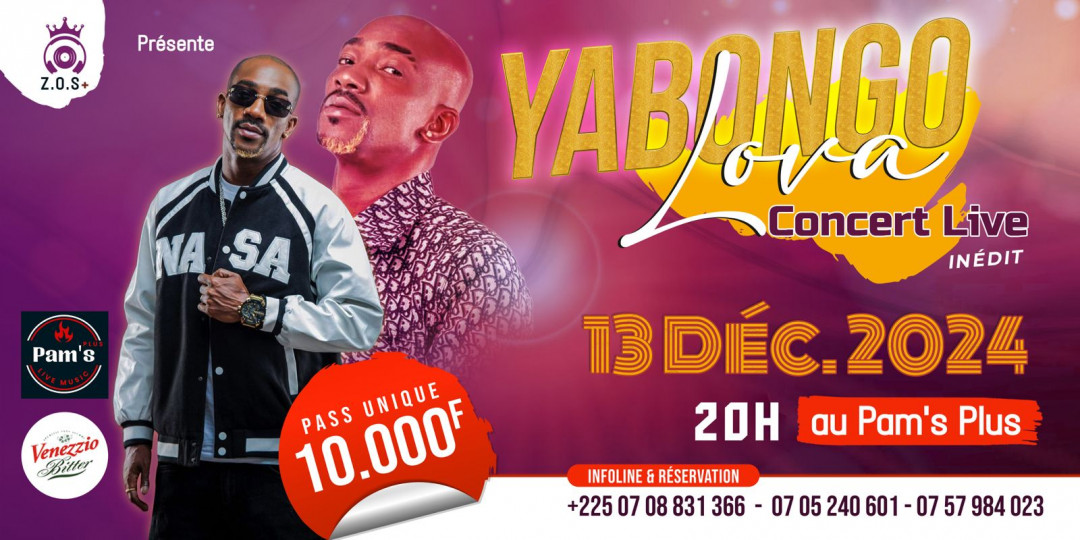 Z.O.S+
Présente
YABONGO
Lova
Concert Live
INÉDIT
NASA
Pam's
PLUS
LIVE MUSIC
Venezzio
Bitter
PASS UNIQUE
10.000F
13 DÉC. 2024
20H au Pam's Plus
INFOLINE & RÉSERVATION
+225 07 08 831 366 - 07 05 240 601 - 07 57 984 023